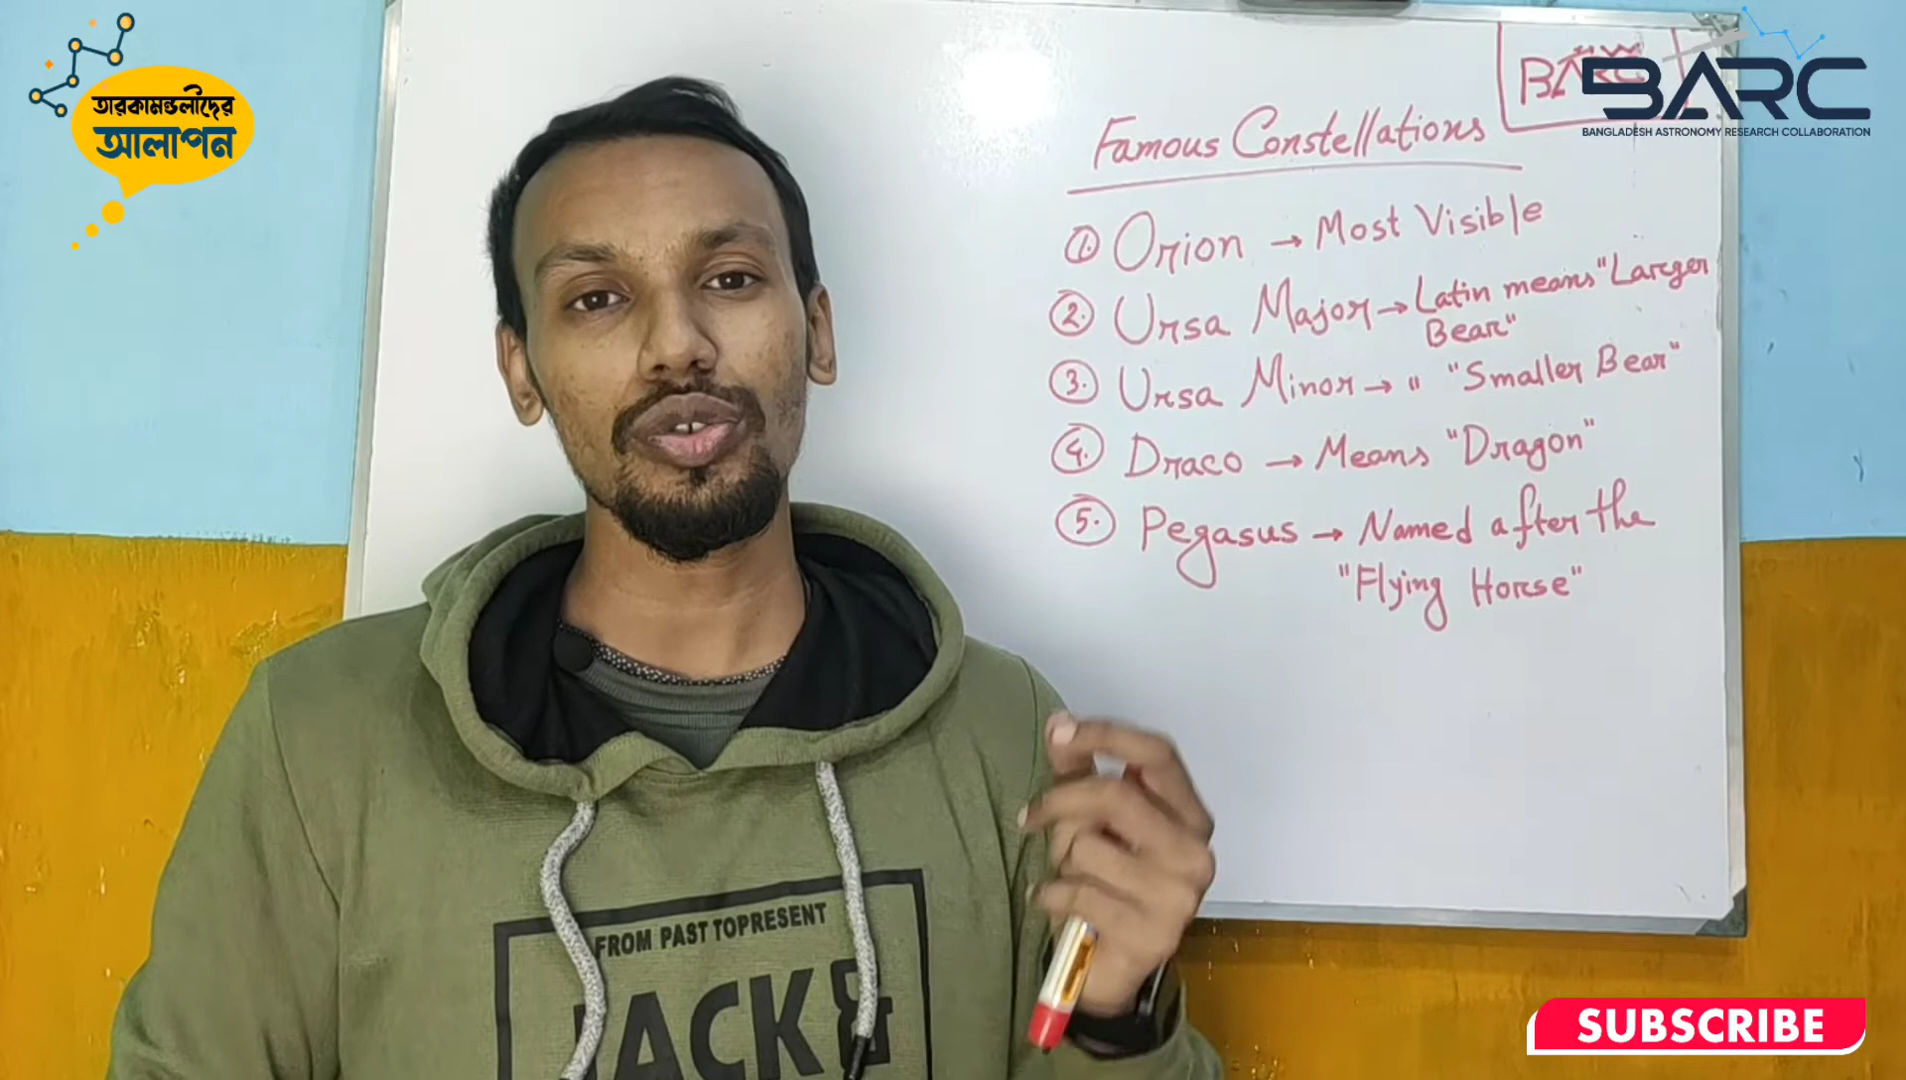 তারকামন্ডলীদের
আলাপন
BARC
BANGLADESH ASTRONOMY RESEARCH COLLABORATION
BARC
Famous Constellations
1. Orion → Most Visible
2. Ursa Major → Latin means "Larger
Bear"
3. Ursa Minor → " "Smaller Bear"
4. Draco → Means "Dragon"
5. Pegasus → Named after the
"Flying Horse"
FROM PAST TOPRESENT
JACK &
SUBSCRIBE